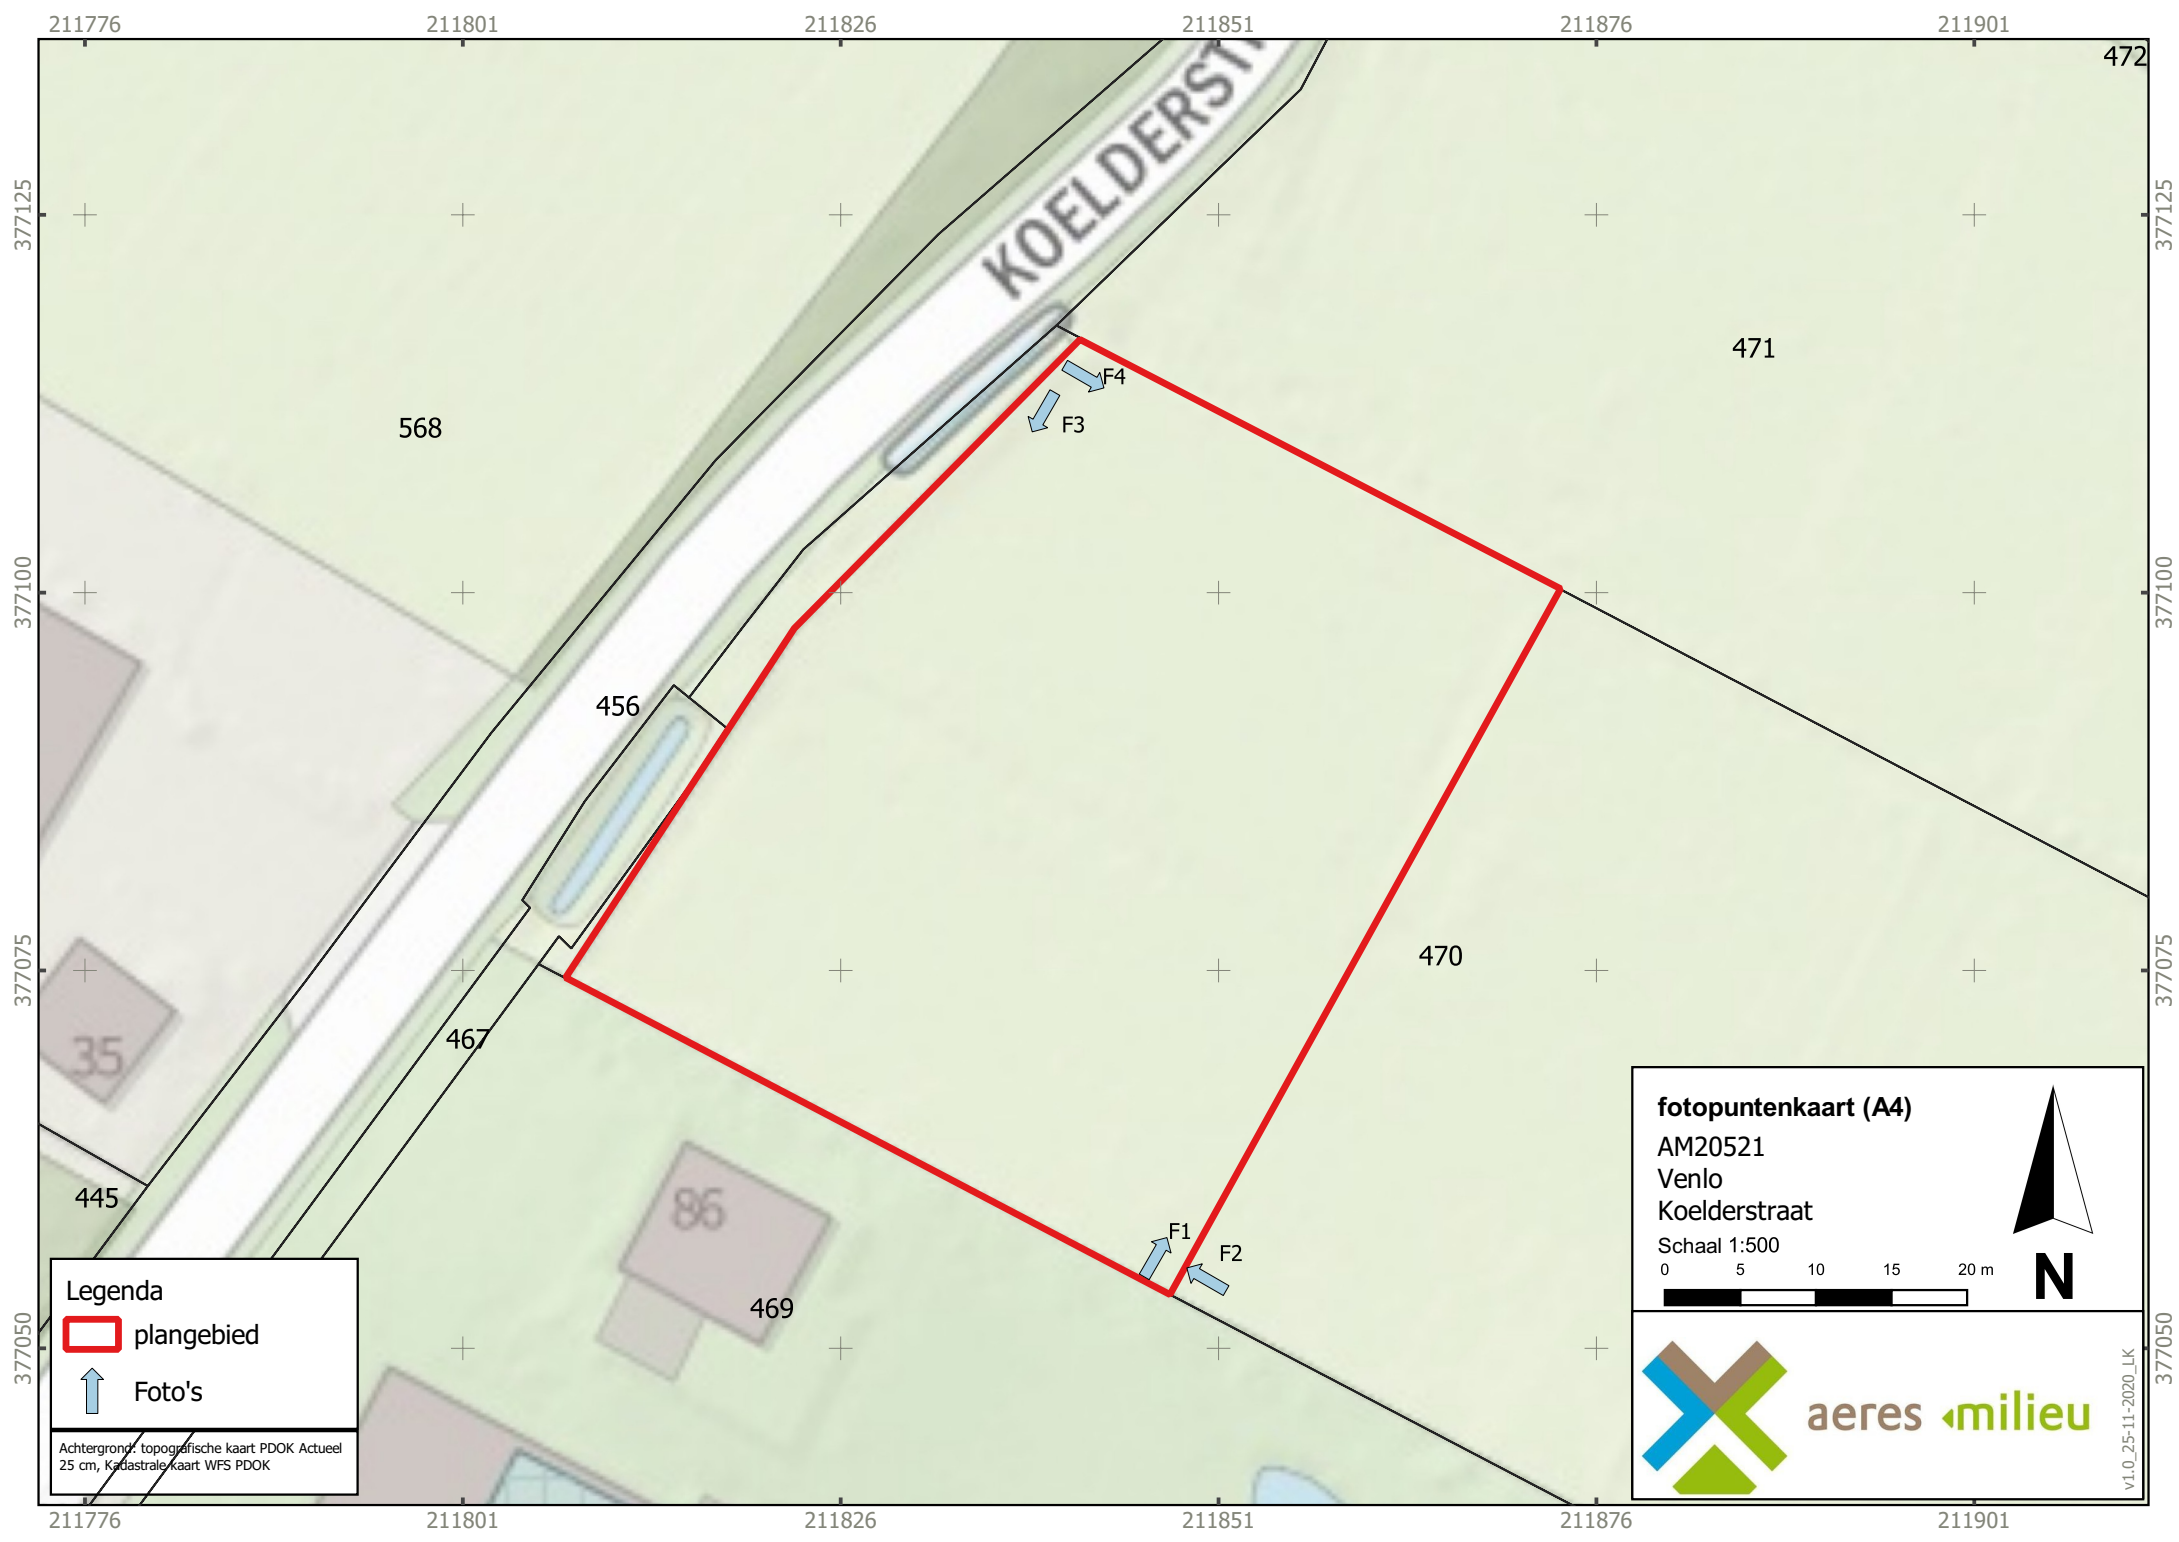 211776 211801 211826 211851 211876 211901
472
KOELDERSTR
377125 377125
471
568
F4
F3
377100 377100
456
470
377075 377075
467
35
445
86
469
F1
F2
377050 377050
fotopuntenkaart (A4)
AM20521
Venlo
Koelderstraat
Schaal 1:500
0 5 10 15 20 m
N
aeres milieu
v1.0_25-11-2020_LK
Legenda
plangebied
Foto's
Achtergrond: topografische kaart PDOK Actueel
25 cm, Kadastrale kaart WFS PDOK
211776 211801 211826 211851 211876 211901